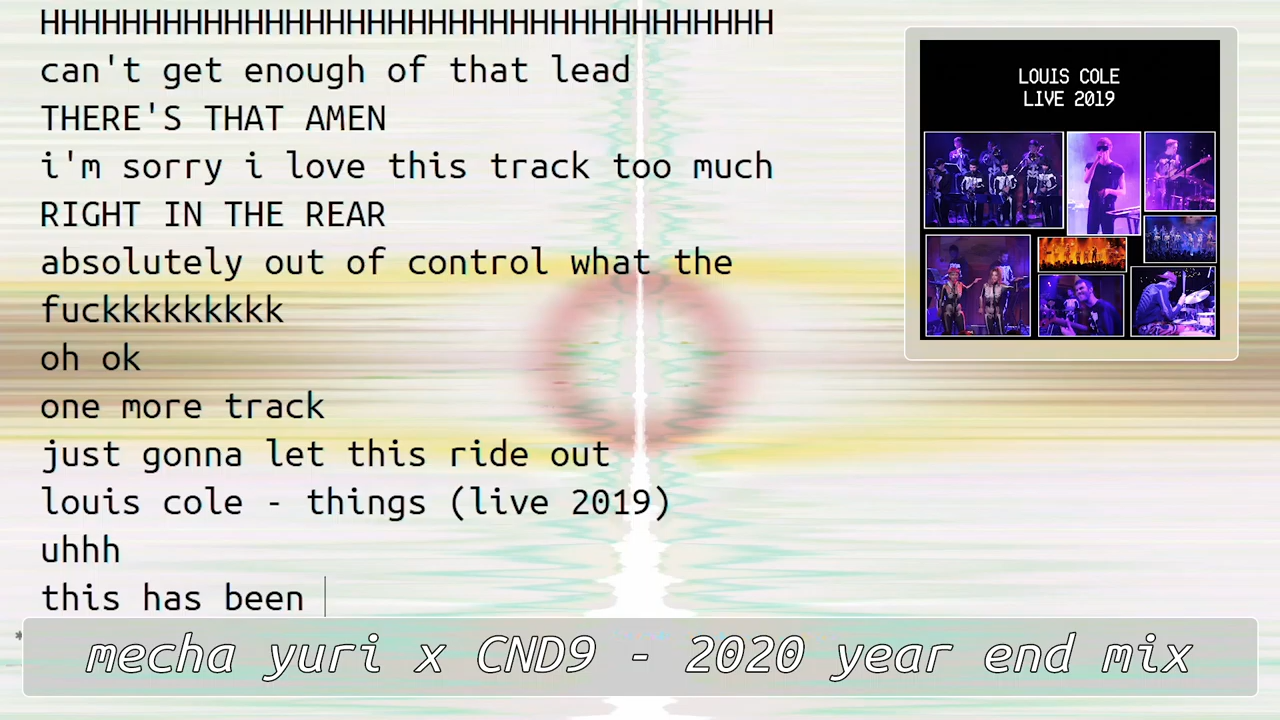 HHHHHHHHHHHHHHHHHHHHHHHHHHHHHHHHHHHH
can't get enough of that lead
THERE'S THAT AMEN
i'm sorry i love this track too much
RIGHT IN THE REAR
absolutely out of control what the
fuckkkkkkkkk
oh ok
one more track
just gonna let this ride out
louis cole - things (live 2019)
uhhh
this has been
*
mecha yuri x CND9 - 2020 year end mix
LOUIS COLE
LIVE 2019